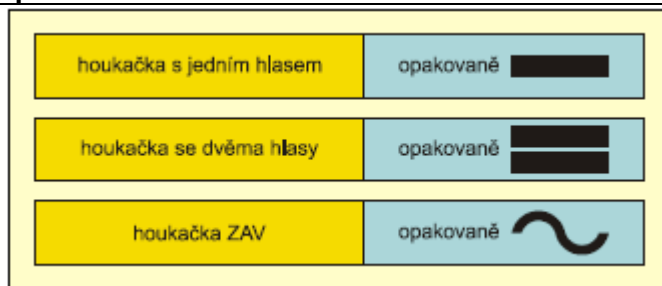 houkačka s jedním hlasem opakovaně
houkačka se dvěma hlasy opakovaně
houkačka ZAV opakovaně